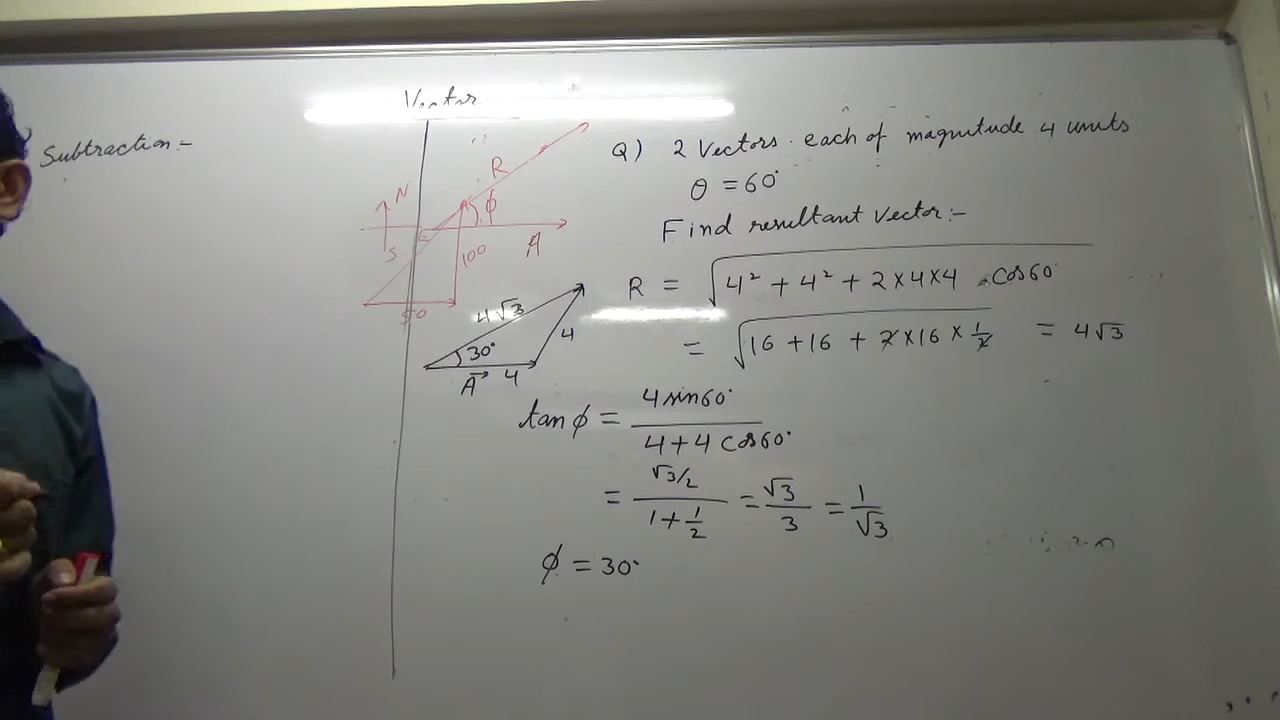 Vector
Subtraction:-
N
S
R
ϕ
A
100
50
4√3
30°
4
A→ 4
Q) 2 Vectors. each of magnitude 4 units
θ = 60°
Find resultant vector:-
R = √4² + 4² + 2×4×4 cos60°
= √16 + 16 + 2×16×1/2 = 4√3
tan ϕ = 4 sin60° / 4+4 cos60°
= √3/2 / 1+1/2 = √3/3 = 1/√3
ϕ = 30°